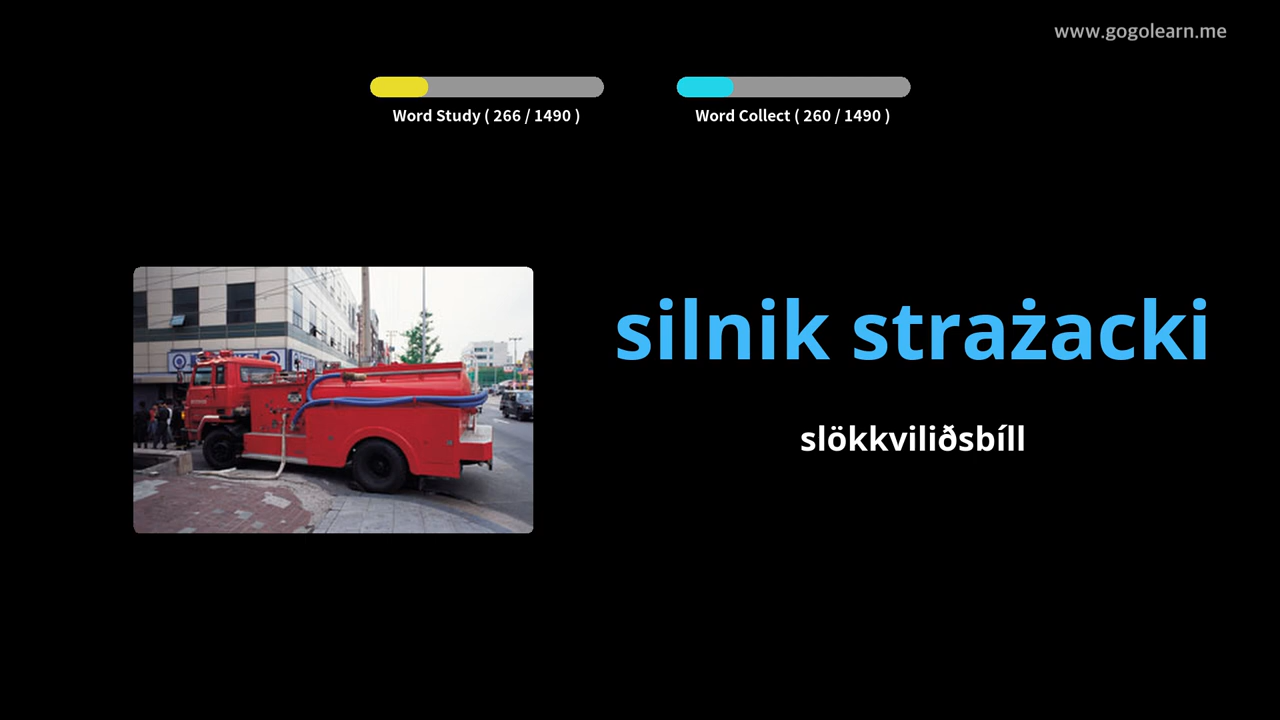 www.gogolearn.me
Word Study ( 266 / 1490 )
Word Collect ( 260 / 1490 )
silnik strażacki
slökkviliðsbíll